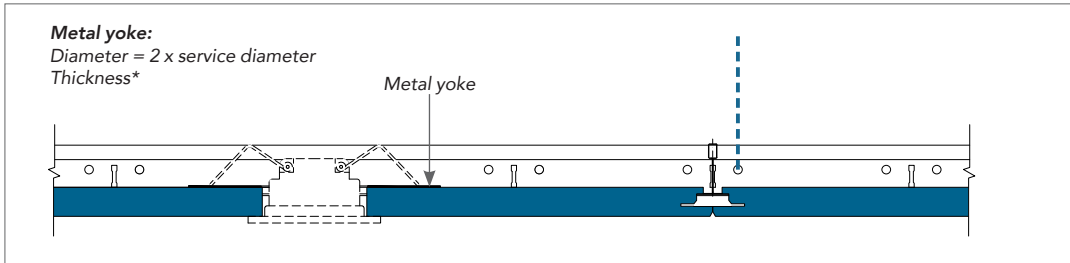 Metal yoke:
Diameter = 2 x service diameter
Thickness*
Metal yoke